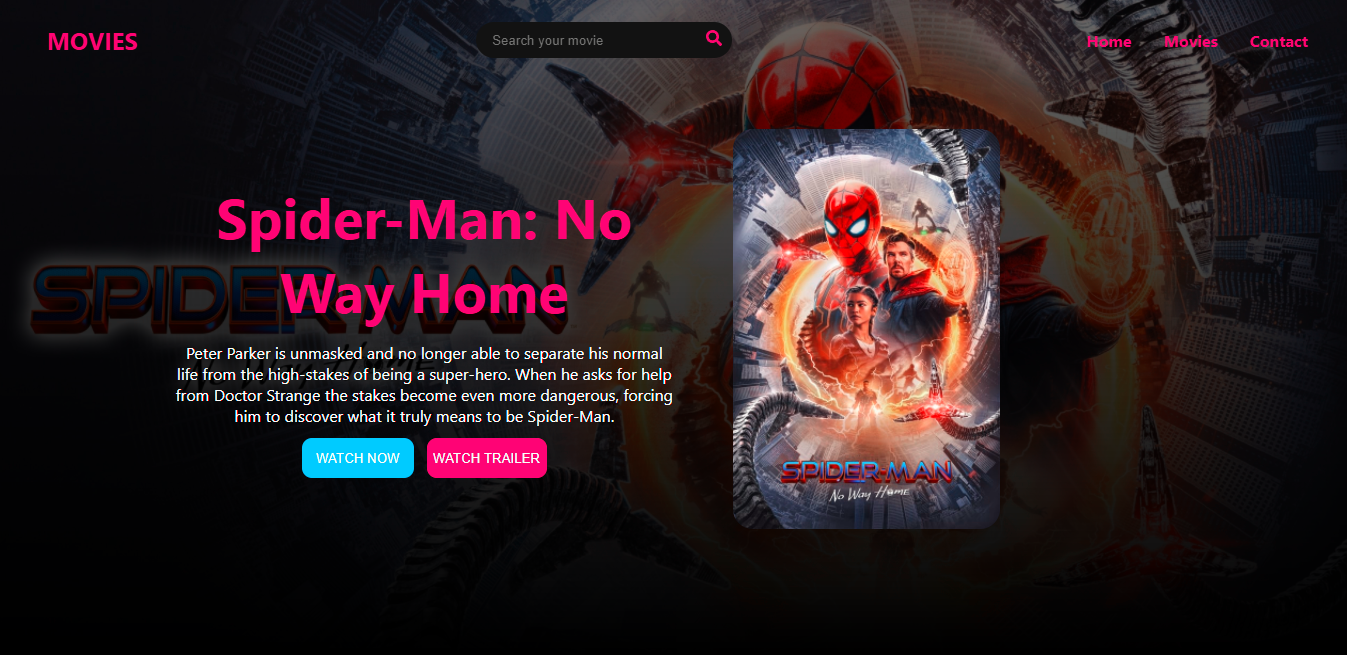 MOVIES
Search your movie
Home Movies Contact
Spider-Man: No
Way Home
SPIDER-MAN
Peter Parker is unmasked and no longer able to separate his normal
life from the high-stakes of being a super-hero. When he asks for help
from Doctor Strange the stakes become even more dangerous, forcing
him to discover what it truly means to be Spider-Man.
WATCH NOW WATCH TRAILER
SPIDER-MAN
No Way Home